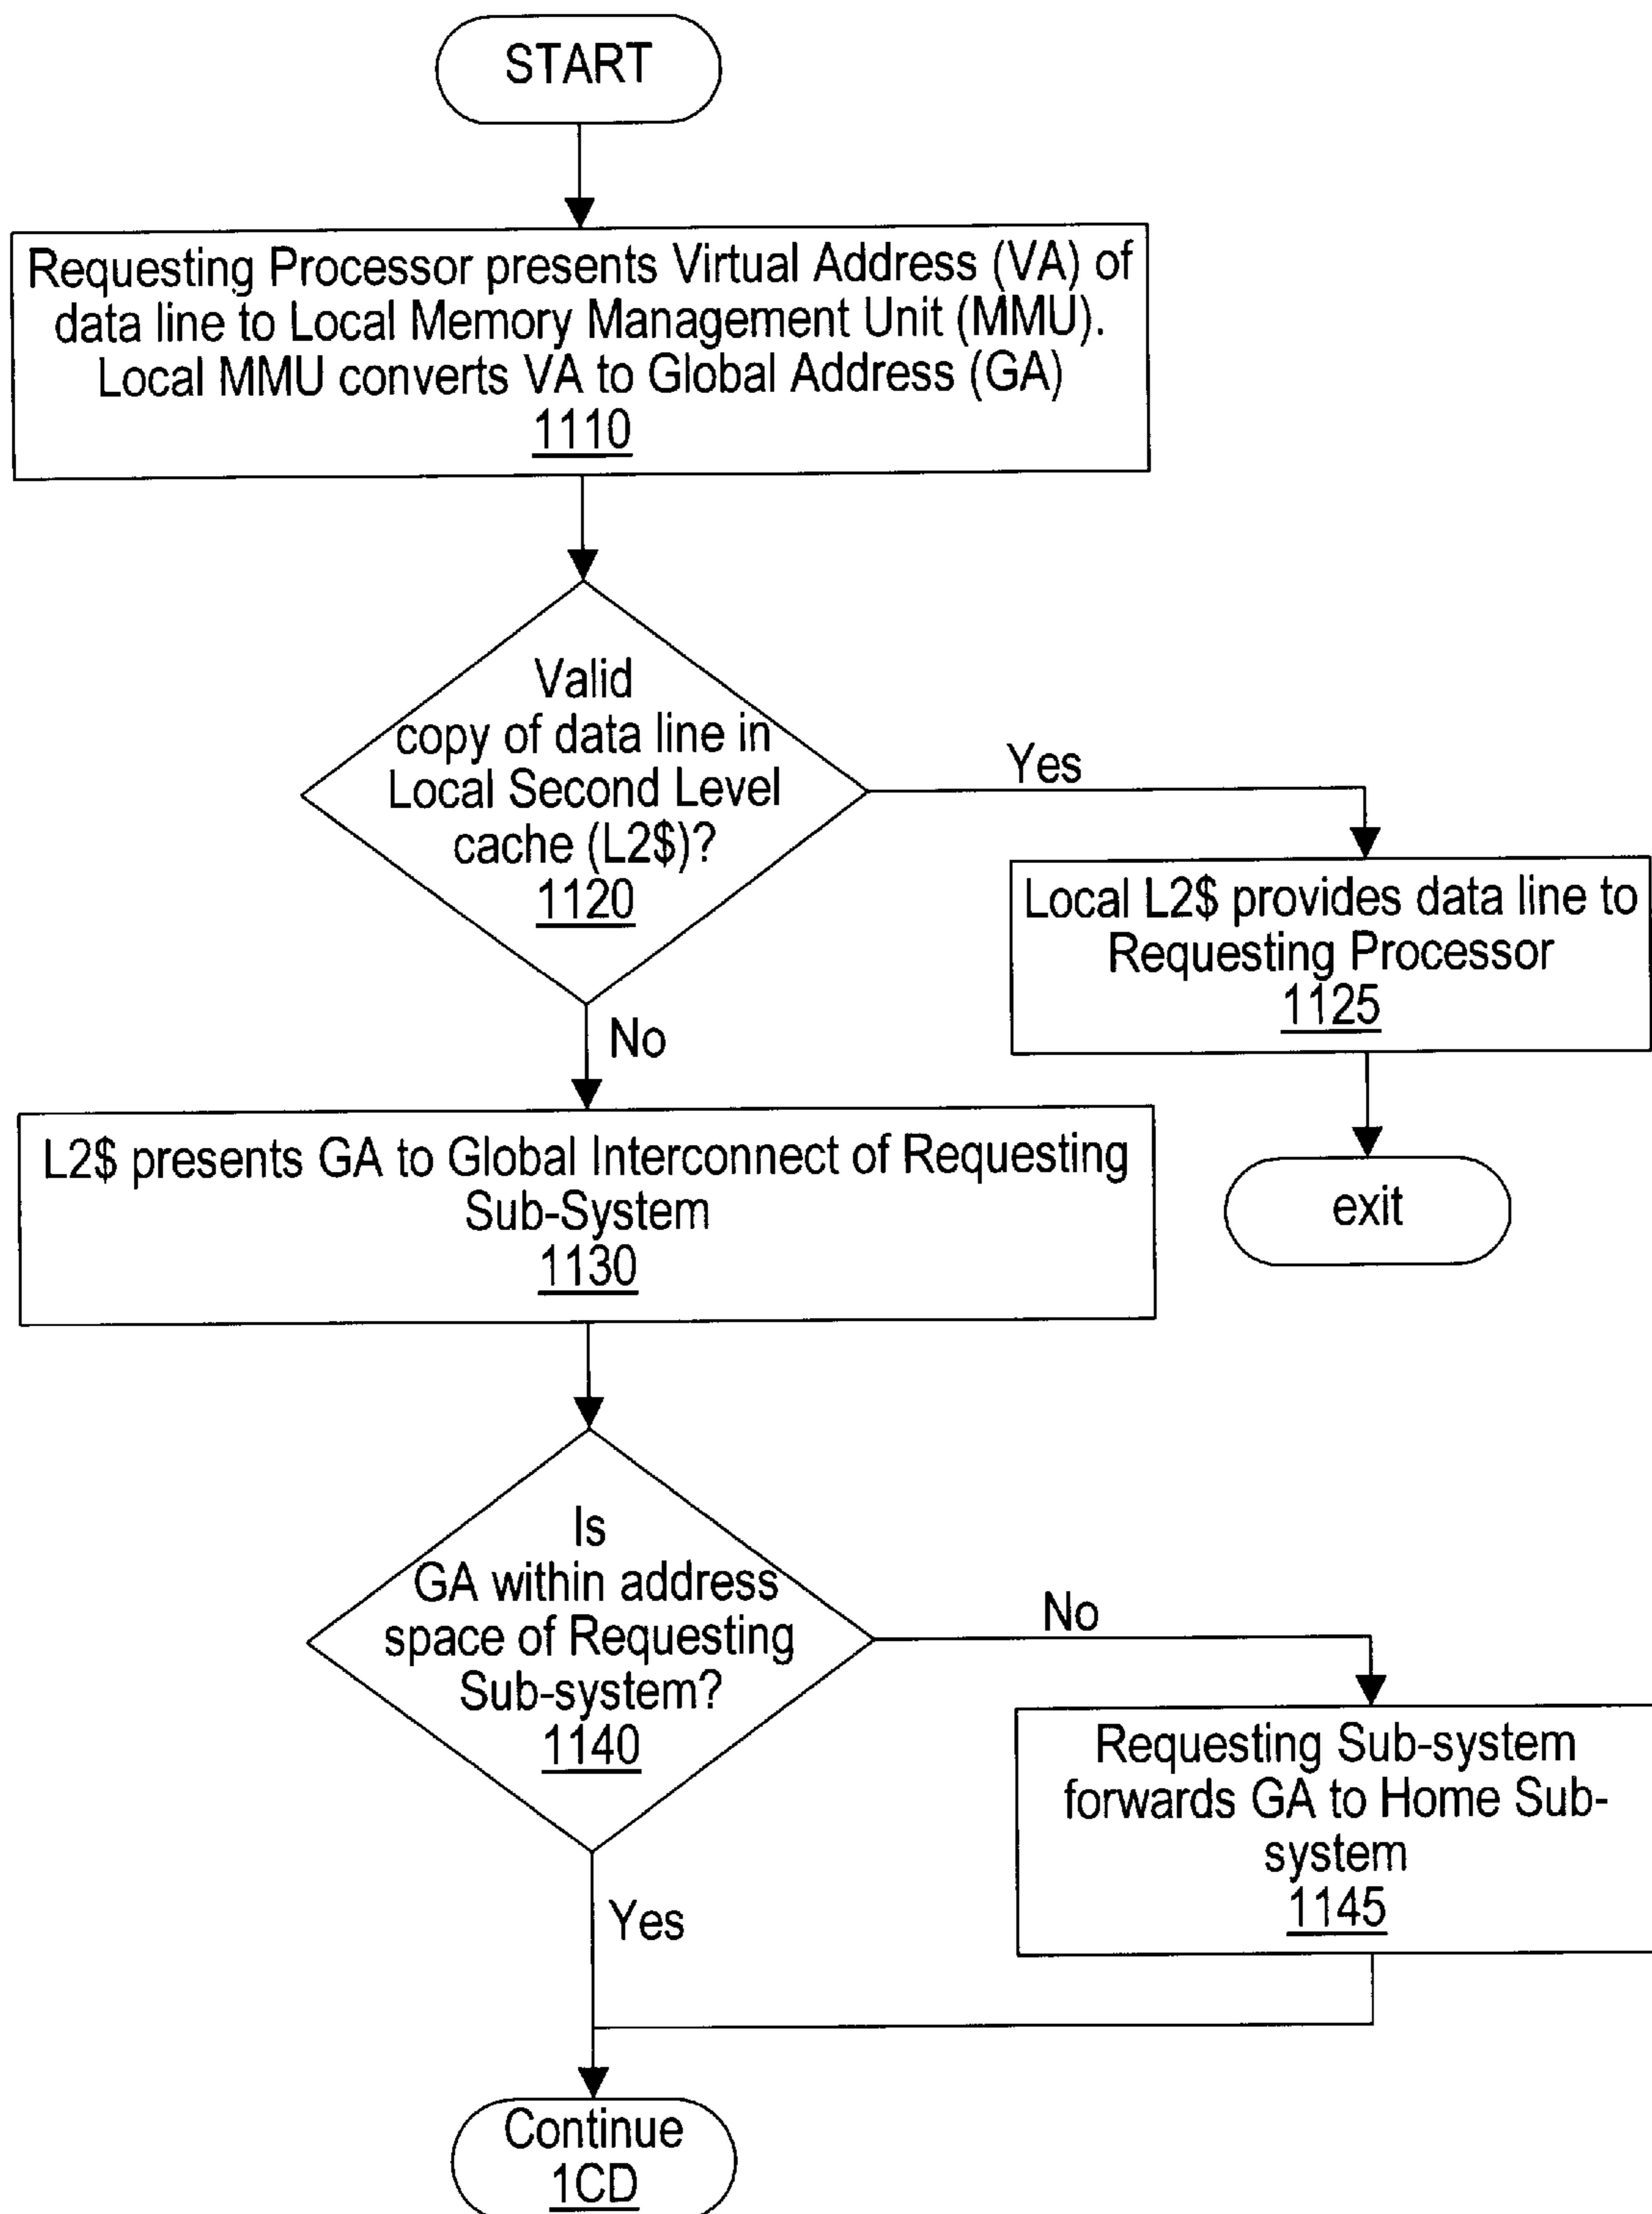 START
Requesting Processor presents Virtual Address (VA) of
data line to Local Memory Management Unit (MMU).
Local MMU converts VA to Global Address (GA)
1110
Valid
copy of data line in
Local Second Level
cache (L2$)?
1120
Yes
Local L2$ provides data line to
Requesting Processor
1125
exit
No
L2$ presents GA to Global Interconnect of Requesting
Sub-System
1130
Is
GA within address
space of Requesting
Sub-system?
1140
No
Requesting Sub-system
forwards GA to Home Sub-
system
1145
Yes
Continue
1CD